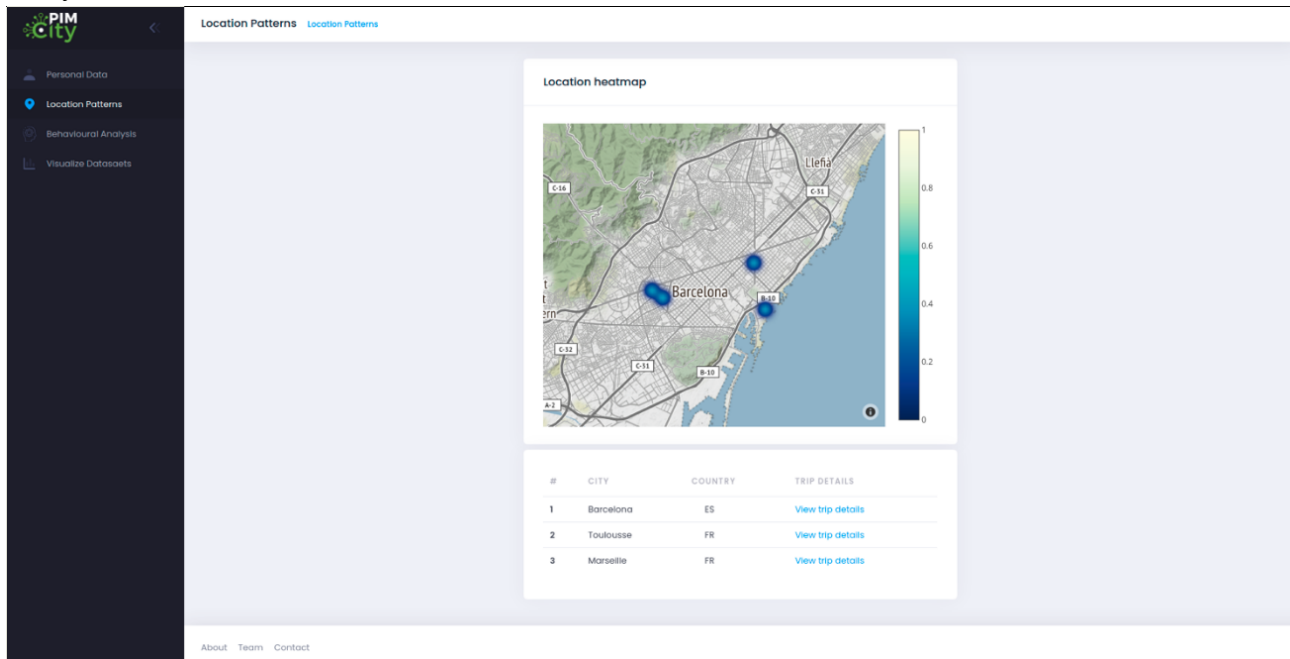 PIM
City
Location Patterns Location Patterns
Personal Data
Location Patterns
Behavioural Analysis
Visualize Datasaets
Location heatmap
Llefià
C-16
C-31
Barcelona
B-10
ern
C-32
C-31
B-10
A-2
1
0.8
0.6
0.4
0.2
0
# CITY COUNTRY TRIP DETAILS
1 Barcelona ES View trip details
2 Toulousse FR View trip details
3 Marseille FR View trip details
About Team Contact